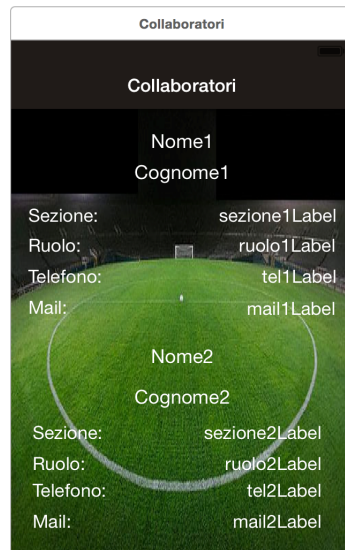 Collaboratori
Collaboratori
Nome1
Cognome1
Sezione: sezione1Label
Ruolo: ruolo1Label
Telefono: tel1Label
Mail: mail1Label
Nome2
Cognome2
Sezione: sezione2Label
Ruolo: ruolo2Label
Telefono: tel2Label
Mail: mail2Label